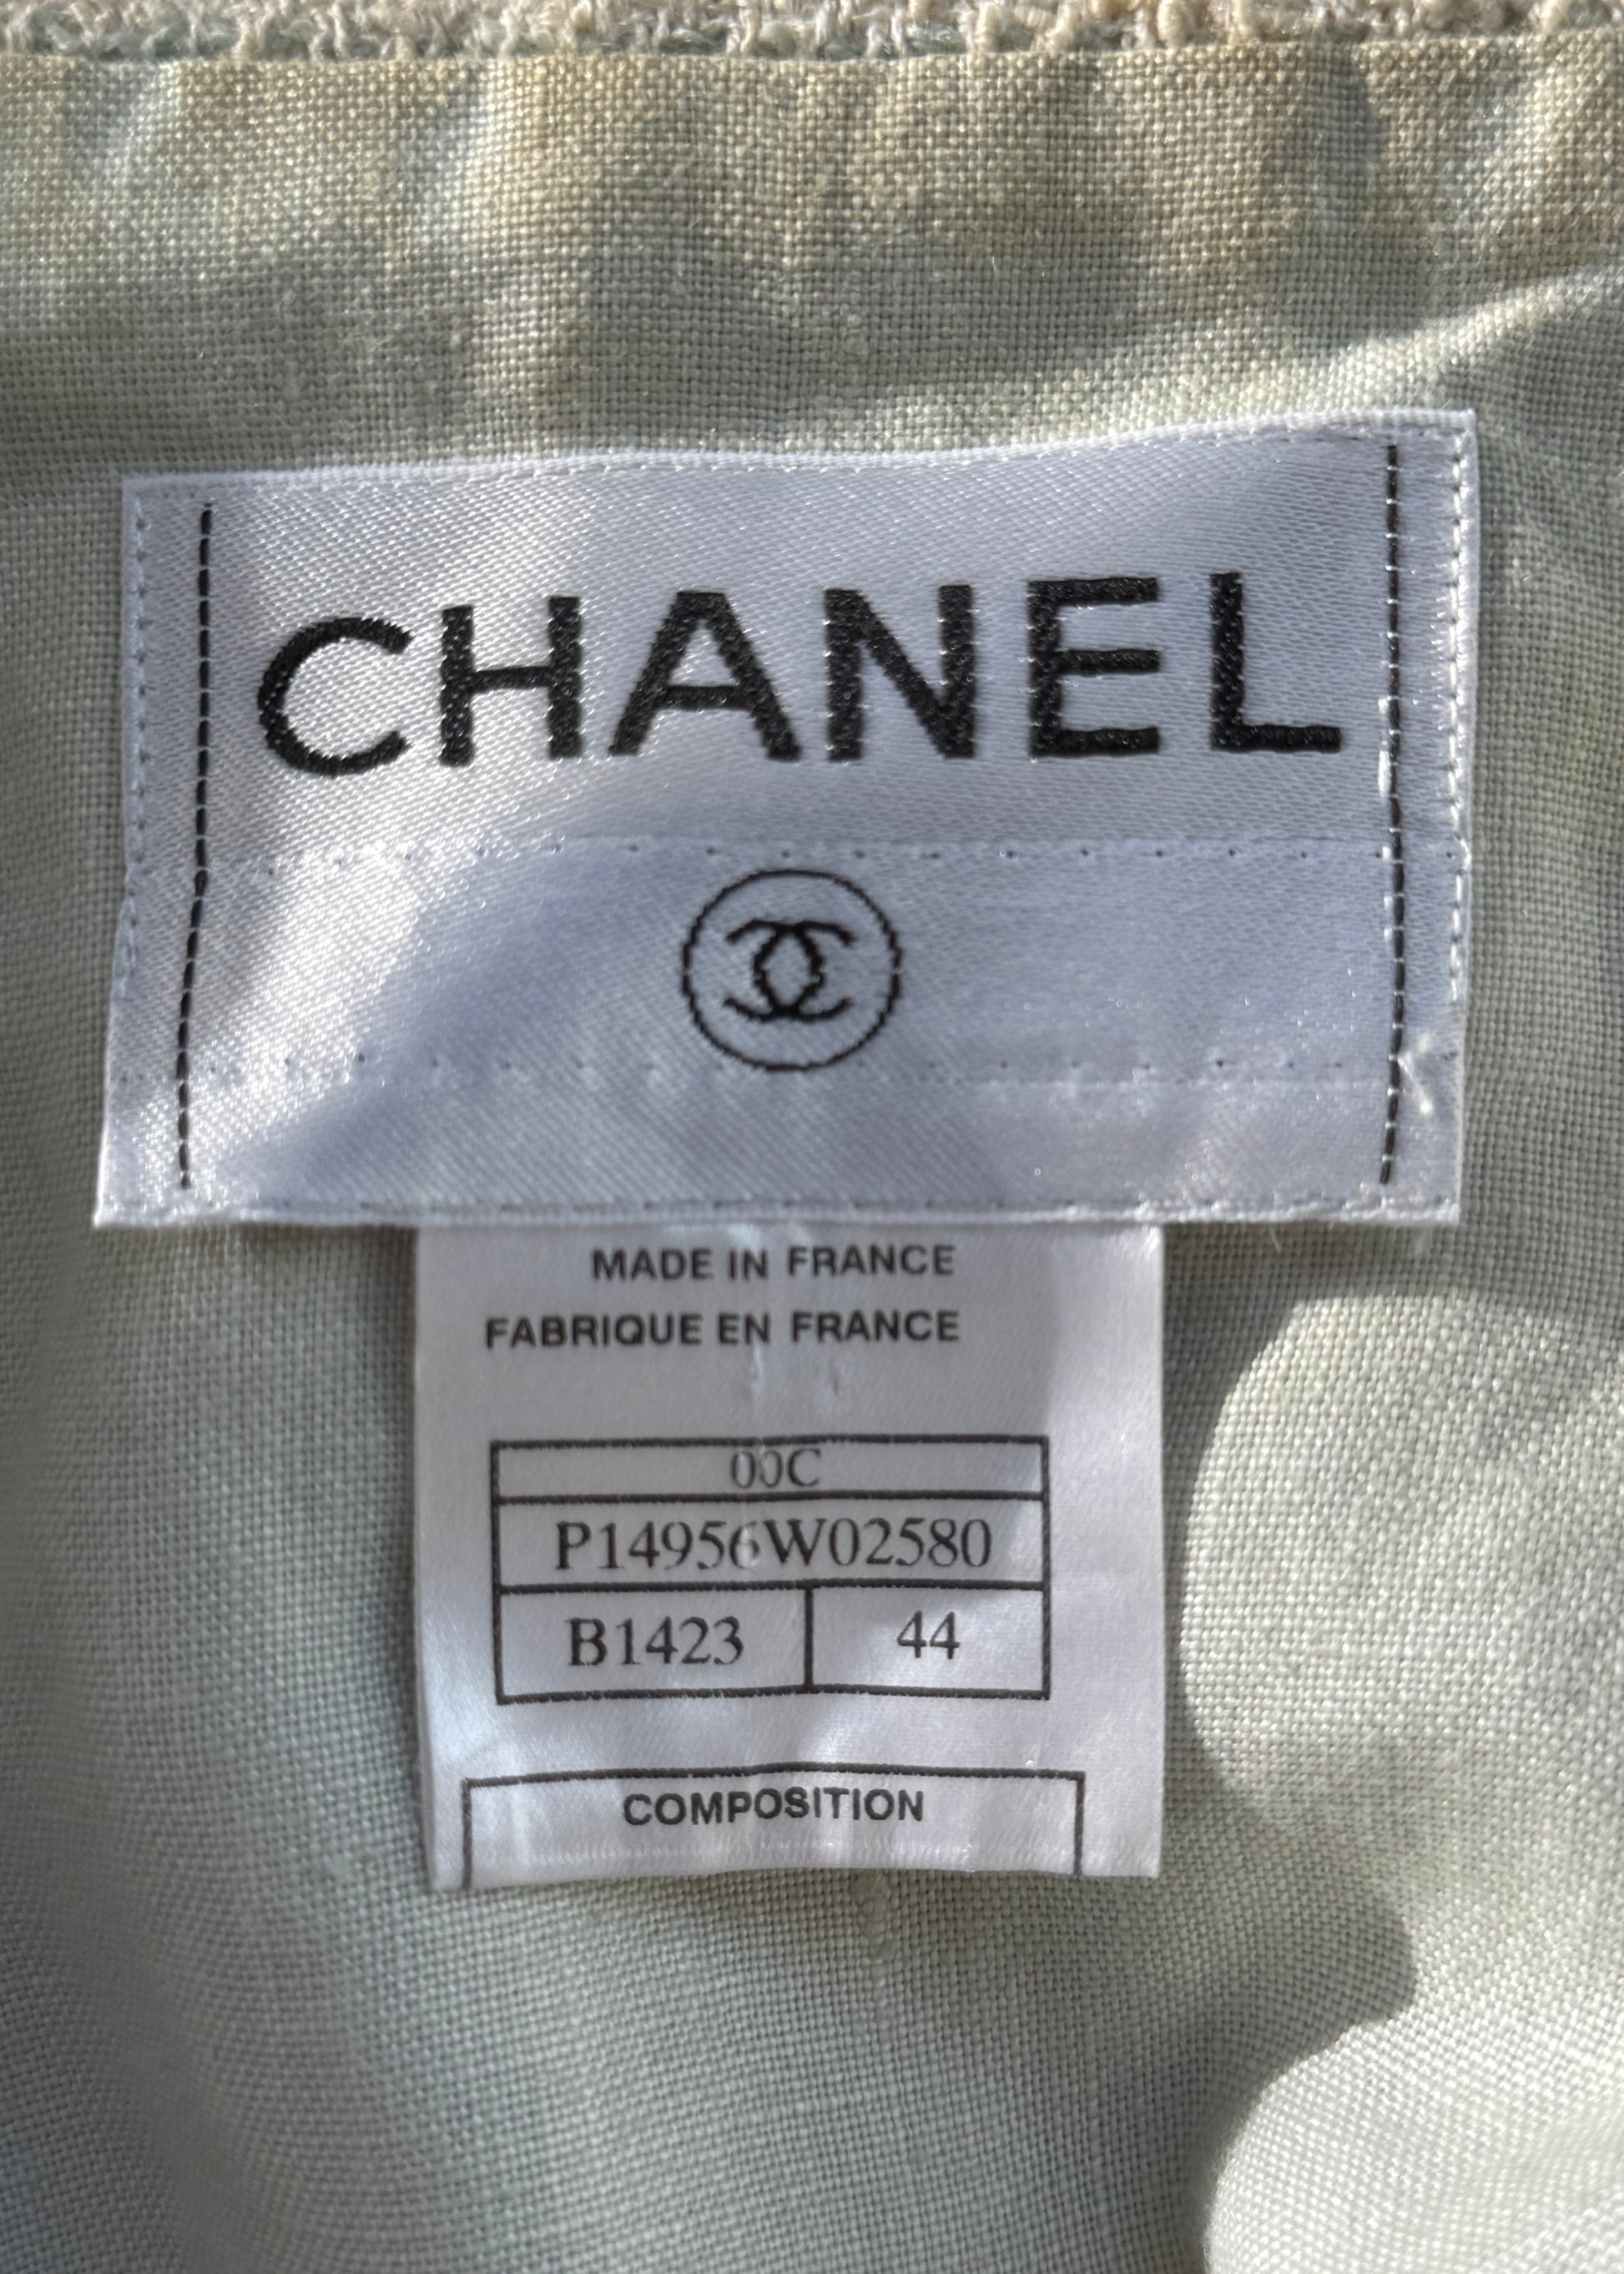 CHANEL
MADE IN FRANCE
FABRIQUE EN FRANCE
00C
P14956W02580
B1423 44
COMPOSITION